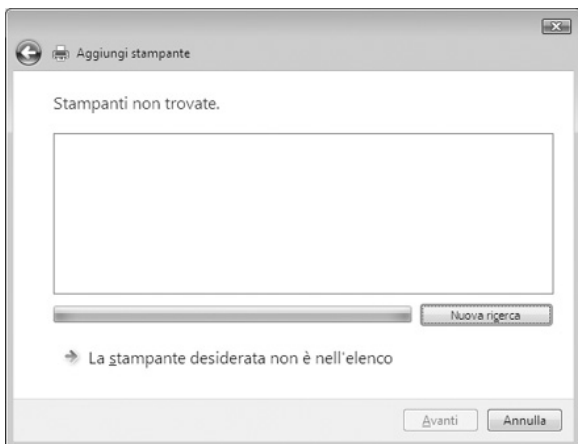 Aggiungi stampante
Stampanti non trovate.
Nuova ricerca
La stampante desiderata non è nell'elenco
Avanti
Annulla